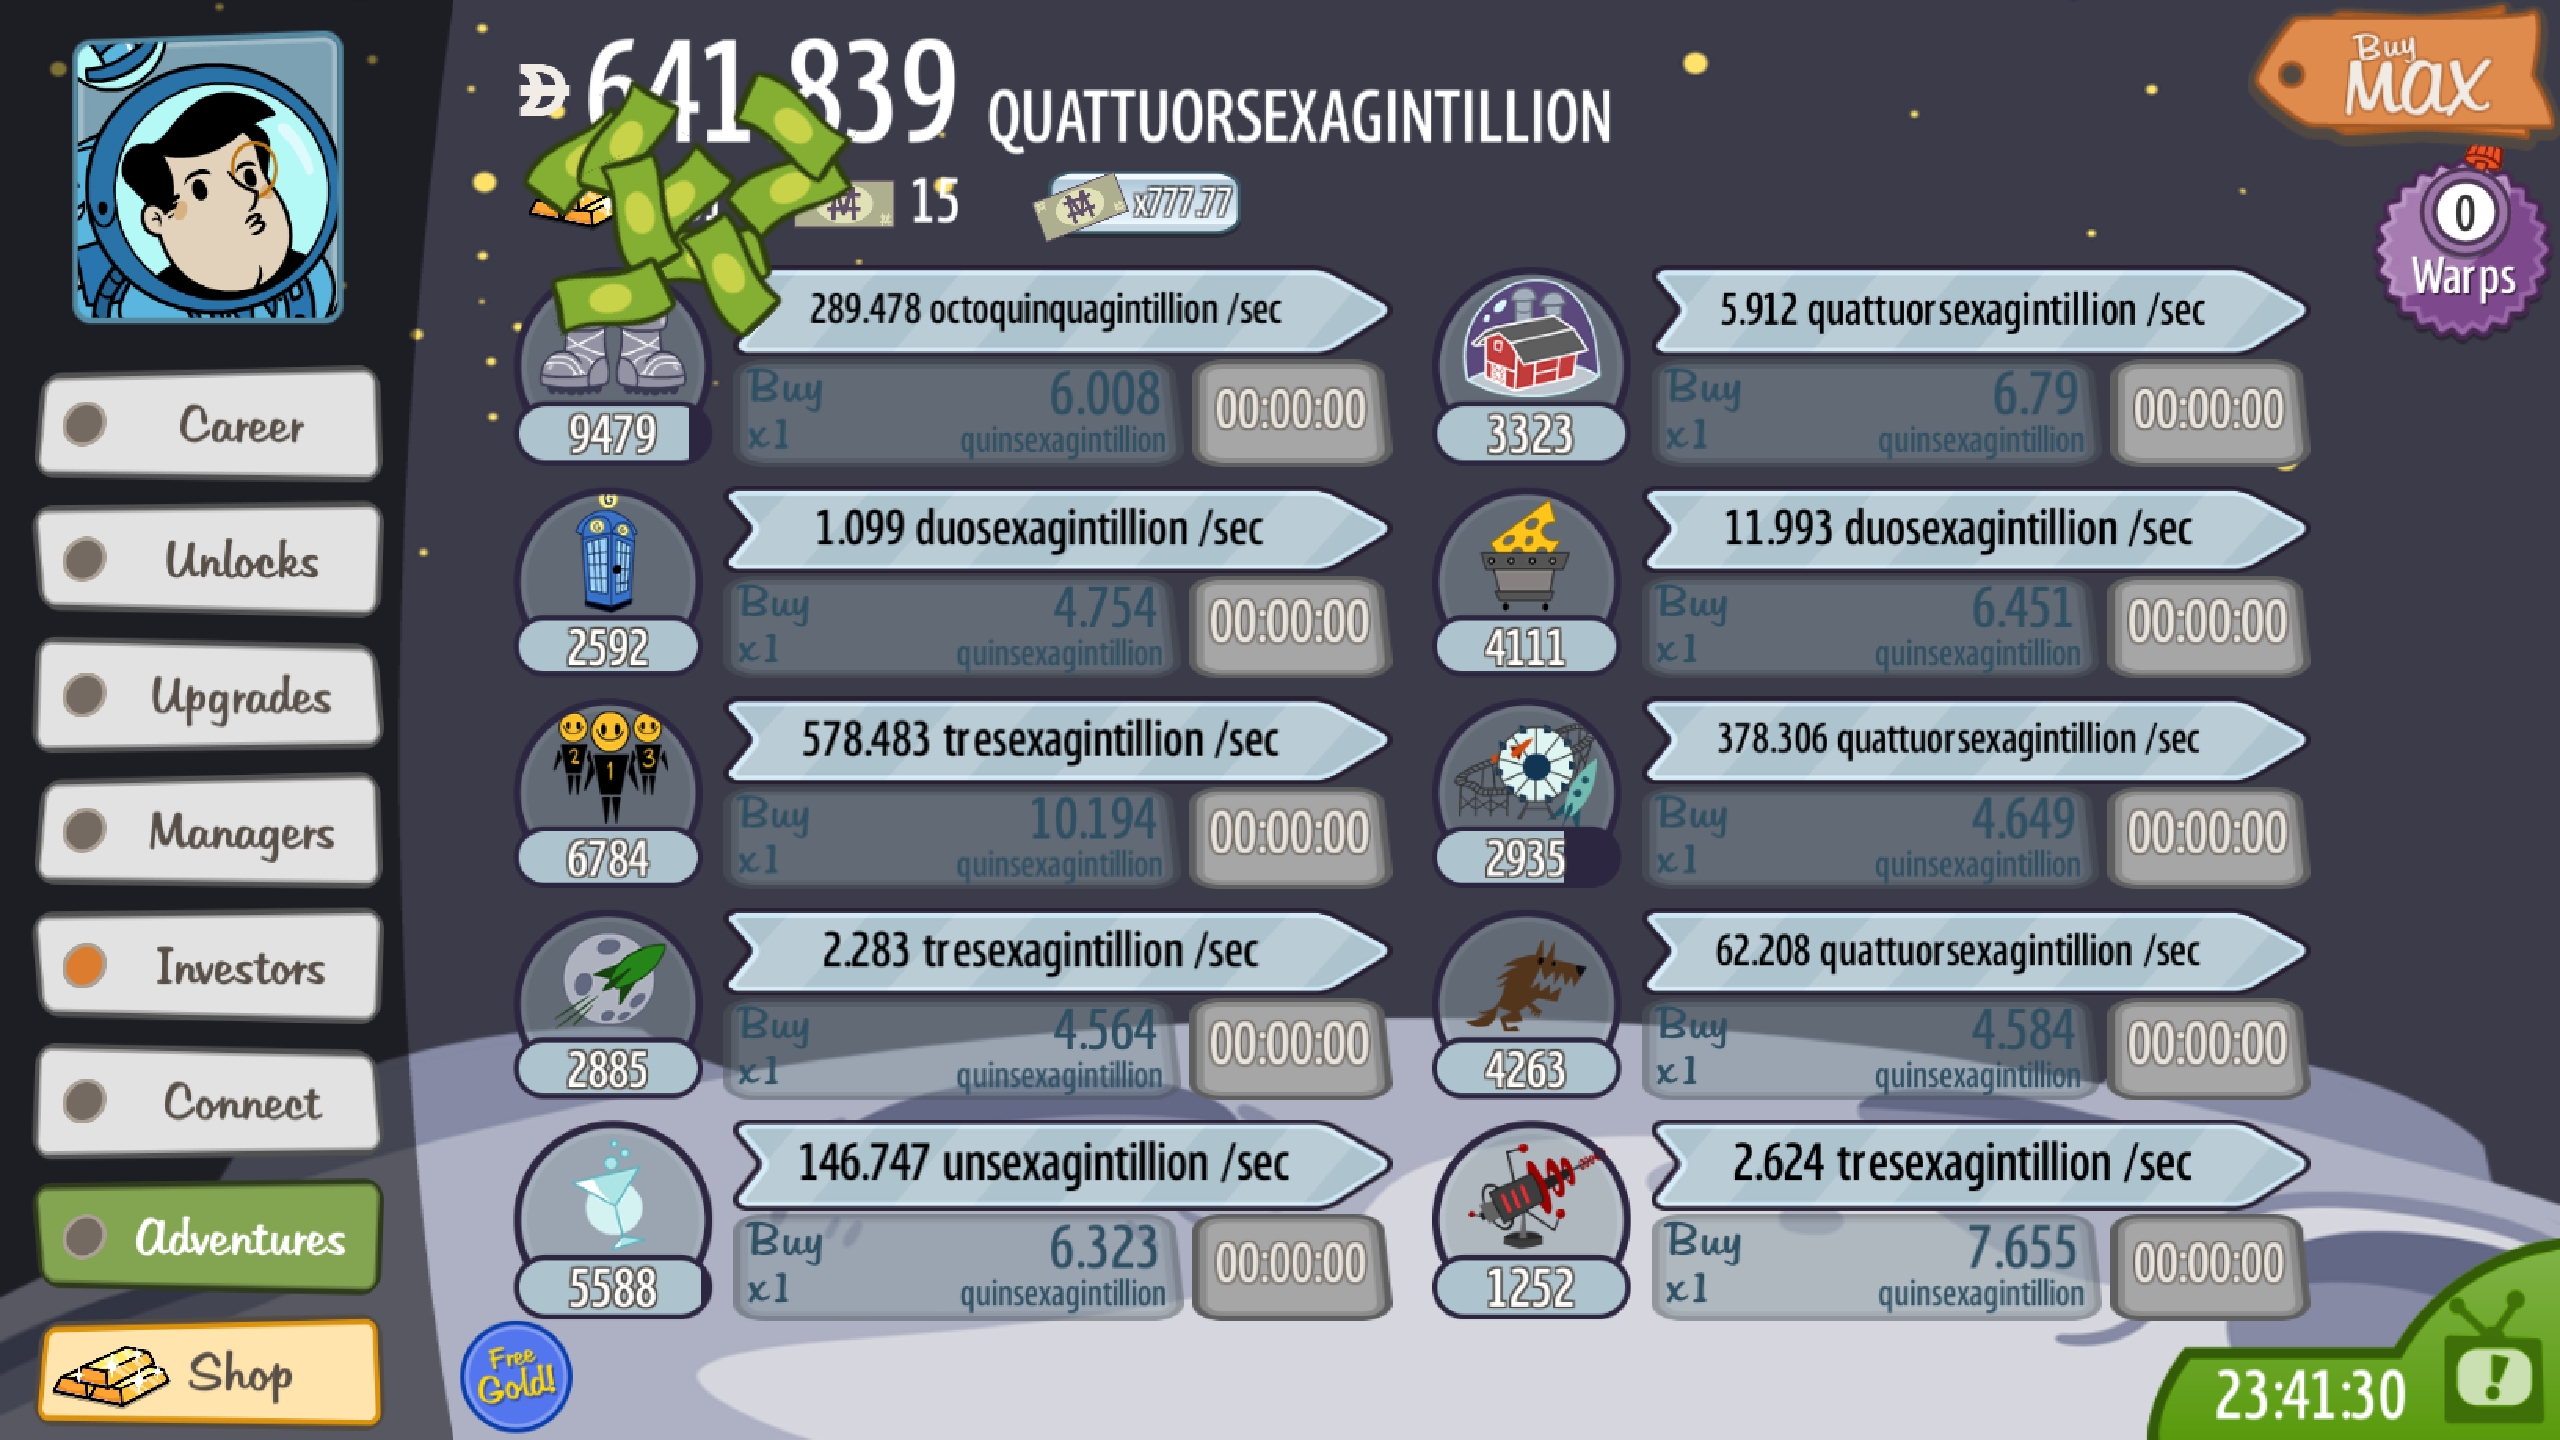 641.839 QUATTUORSEXAGINTILLION
Buy
MAX
15
x777.77
0
Warps
289.478 octoquinquagintillion /sec
Buy 6.008
x1 quinsexagintillion
00:00:00
9479
5.912 quattuorsexagintillion /sec
Buy 6.79
x1 quinsexagintillion
00:00:00
3323
Career
Unlocks
Upgrades
Managers
Investors
Connect
Adventures
Shop
G
1.099 duosexagintillion /sec
Buy 4.754
x1 quinsexagintillion
00:00:00
2592
11.993 duosexagintillion /sec
Buy 6.451
x1 quinsexagintillion
00:00:00
4111
2 1 3
578.483 tresexagintillion /sec
Buy 10.194
x1 quinsexagintillion
00:00:00
6784
378.306 quattuorsexagintillion /sec
Buy 4.649
x1 quinsexagintillion
00:00:00
2935
2.283 tresexagintillion /sec
Buy 4.564
x1 quinsexagintillion
00:00:00
2885
62.208 quattuorsexagintillion /sec
Buy 4.584
x1 quinsexagintillion
00:00:00
4263
146.747 unsexagintillion /sec
Buy 6.323
x1 quinsexagintillion
00:00:00
5588
2.624 tresexagintillion /sec
Buy 7.655
x1 quinsexagintillion
00:00:00
1252
Free
Gold!
23:41:30
!